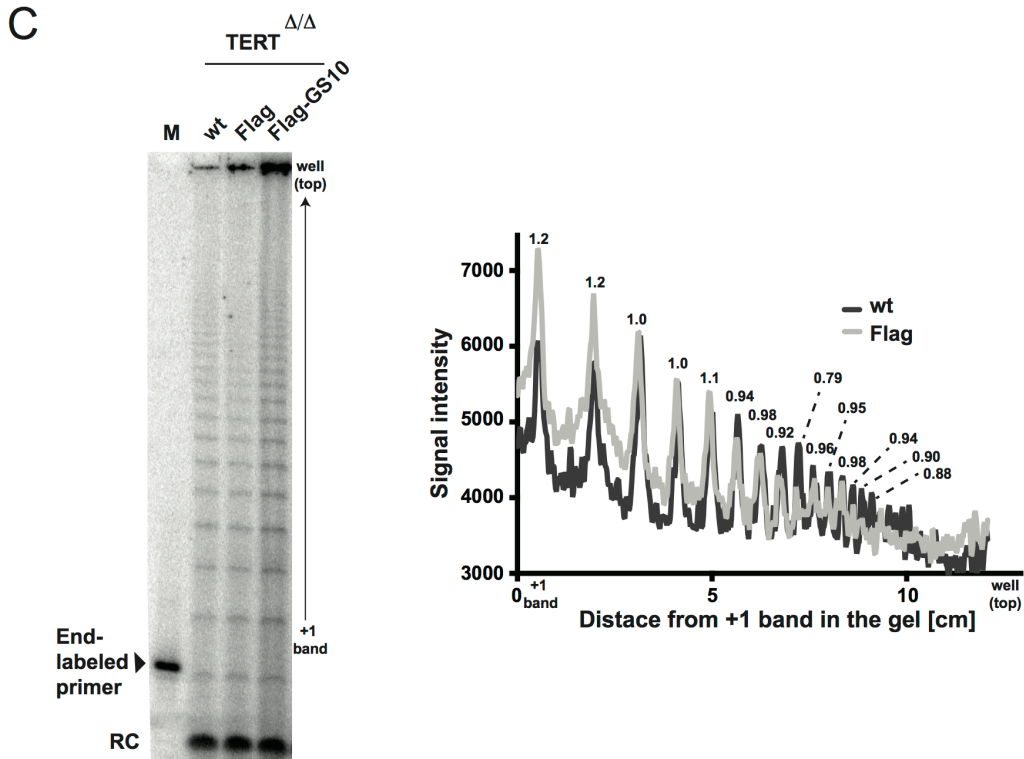 C
TERT Δ/Δ
M
wt
Flag
Flag-GS10
well
(top)
+1
band
End-
labeled
primer
RC
Signal intensity
7000
6000
5000
4000
3000
1.2
1.2
1.0
1.0
1.1
0.94
0.98
0.92
0.79
0.96
0.95
0.98
0.94
0.90
0.88
wt
Flag
0
+1
band
5
10
well
(top)
Distace from +1 band in the gel [cm]